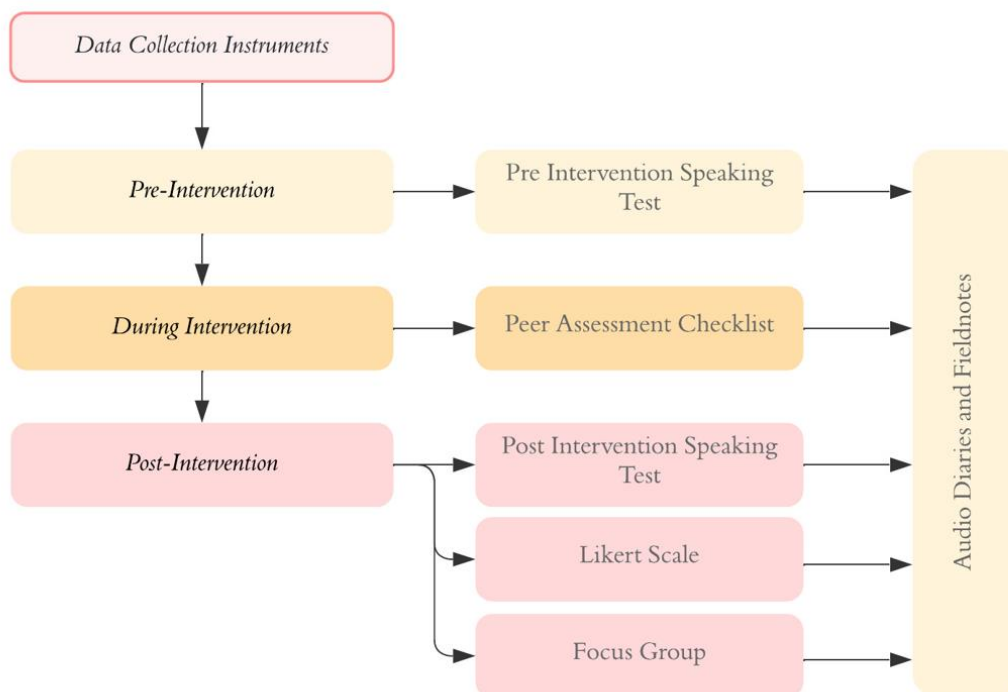 Data Collection Instruments
Pre-Intervention
Pre Intervention Speaking
Test
During Intervention
Peer Assessment Checklist
Post-Intervention
Post Intervention Speaking
Test
Likert Scale
Focus Group
Audio Diaries and Fieldnotes